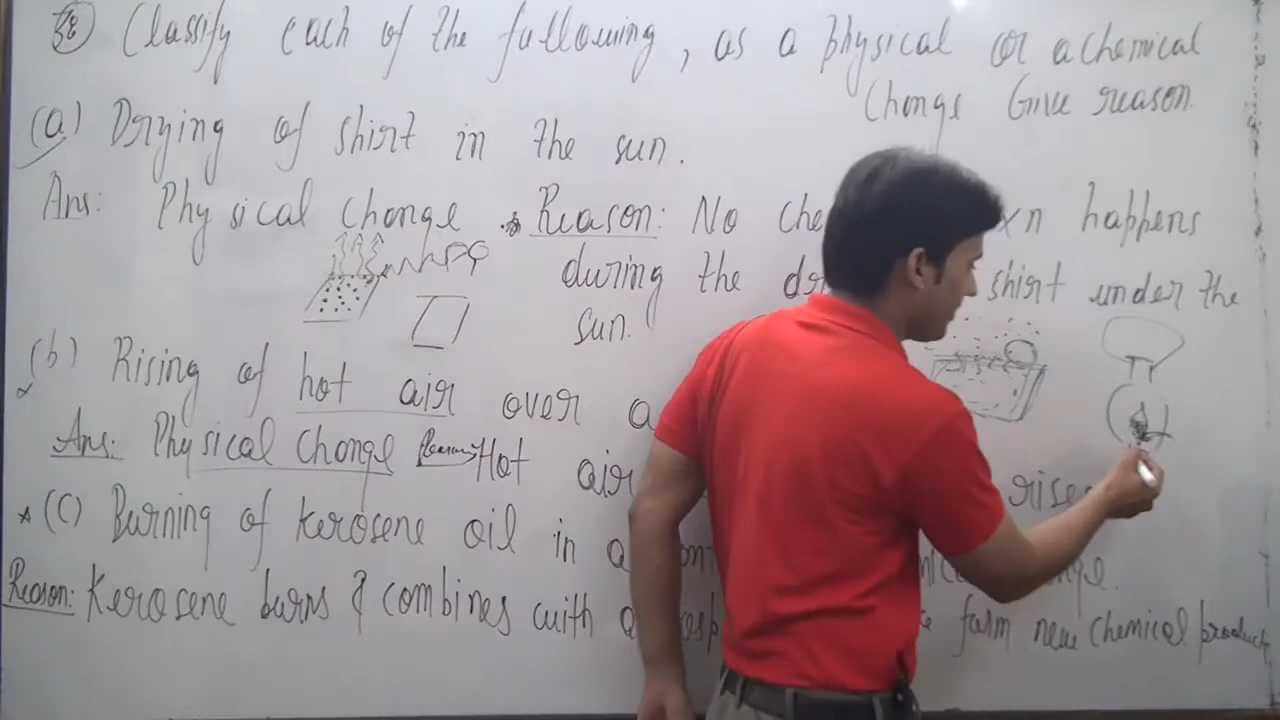 38 Classify each of the following, as a physical or a chemical
Change Give reason.
(a) Drying of shirt in the sun.
Ans: Physical Change. Reason: No che xn happens
during the dr shirt under the
sun.
(b) Rising of hot air over a
Ans: Physical Change Reason Hot air rises
(C) Burning of Kerosene oil in a
Reason: Kerosene burns & combines with form new chemical products